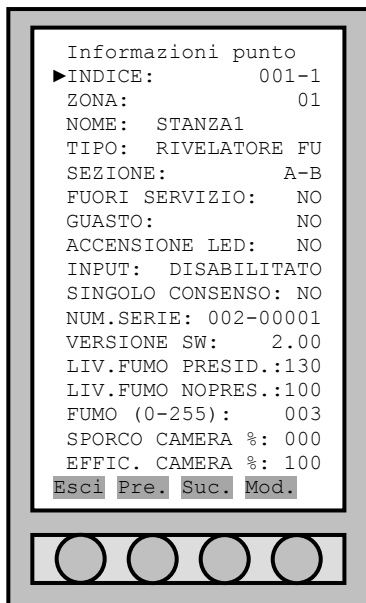 Informazioni punto
►INDICE: 001-1
ZONA: 01
NOME: STANZA1
TIPO: RIVELATORE FU
SEZIONE: A-B
FUORI SERVIZIO: NO
GUASTO: NO
ACCENSIONE LED: NO
INPUT: DISABILITATO
SINGOLO CONSENSO: NO
NUM.SERIE: 002-00001
VERSIONE SW: 2.00
LIV.FUMO PRESID.:130
LIV.FUMO NOPRES.:100
FUMO (0-255): 003
SPORCO CAMERA %: 000
EFFIC. CAMERA %: 100
Esci Pre. Suc. Mod.